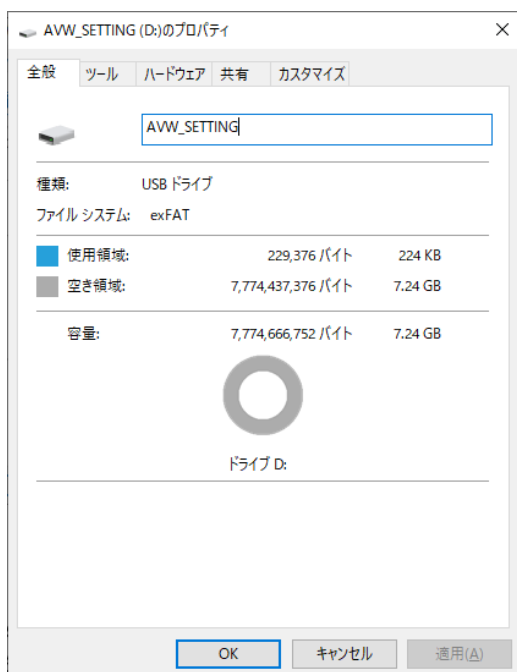 AVW_SETTING (D:)のプロパティ
全般 ツール ハードウェア 共有 カスタマイズ
AVW_SETTING
種類: USB ドライブ
ファイル システム: exFAT
使用領域: 229,376 バイト 224 KB
空き領域: 7,774,437,376 バイト 7.24 GB
容量: 7,774,666,752 バイト 7.24 GB
ドライブ D:
OK キャンセル 適用(A)